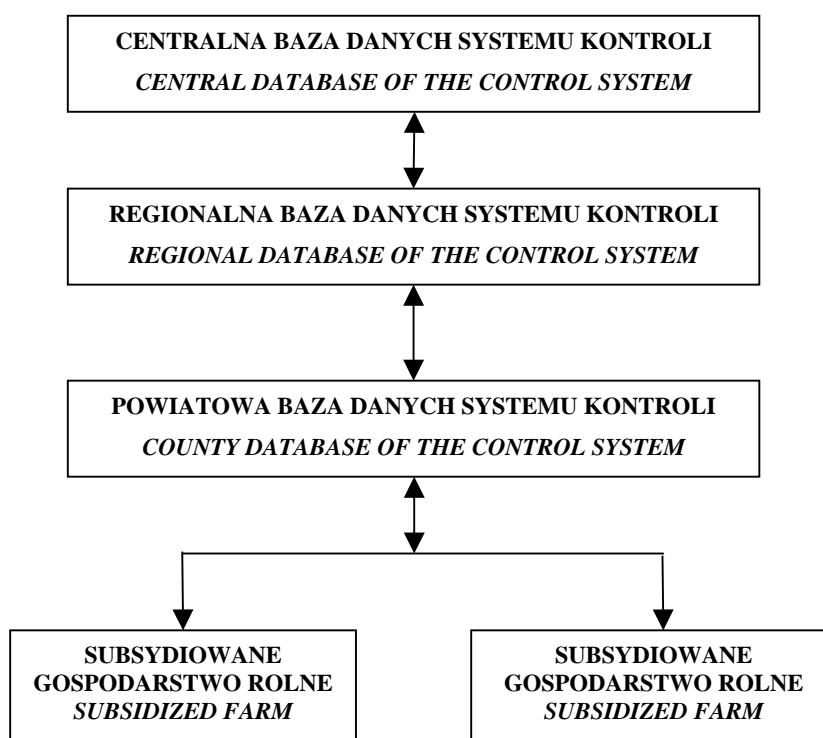 CENTRALNA BAZA DANYCH SYSTEMU KONTROLI
CENTRAL DATABASE OF THE CONTROL SYSTEM
REGIONALNA BAZA DANYCH SYSTEMU KONTROLI
REGIONAL DATABASE OF THE CONTROL SYSTEM
POWIATOWA BAZA DANYCH SYSTEMU KONTROLI
COUNTY DATABASE OF THE CONTROL SYSTEM
SUBSYDIOWANE
GOSPODARSTWO ROLNE
SUBSIDIZED FARM
SUBSYDIOWANE
GOSPODARSTWO ROLNE
SUBSIDIZED FARM